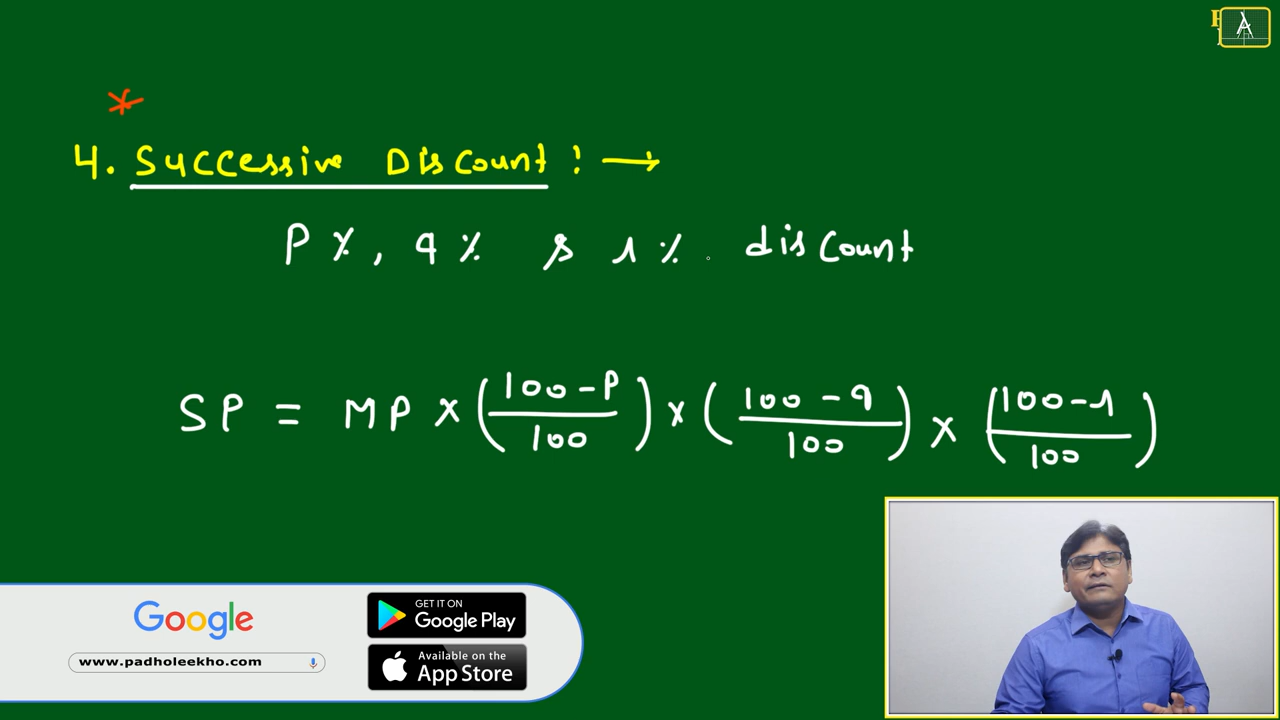 *
4. Successive Discount : →
P %, q % & r % discount
SP = MP × (100 - P / 100) × (100 - q / 100) × (100 - r / 100)
Google
www.padholeekho.com
GET IT ON
Google Play
Available on the
App Store